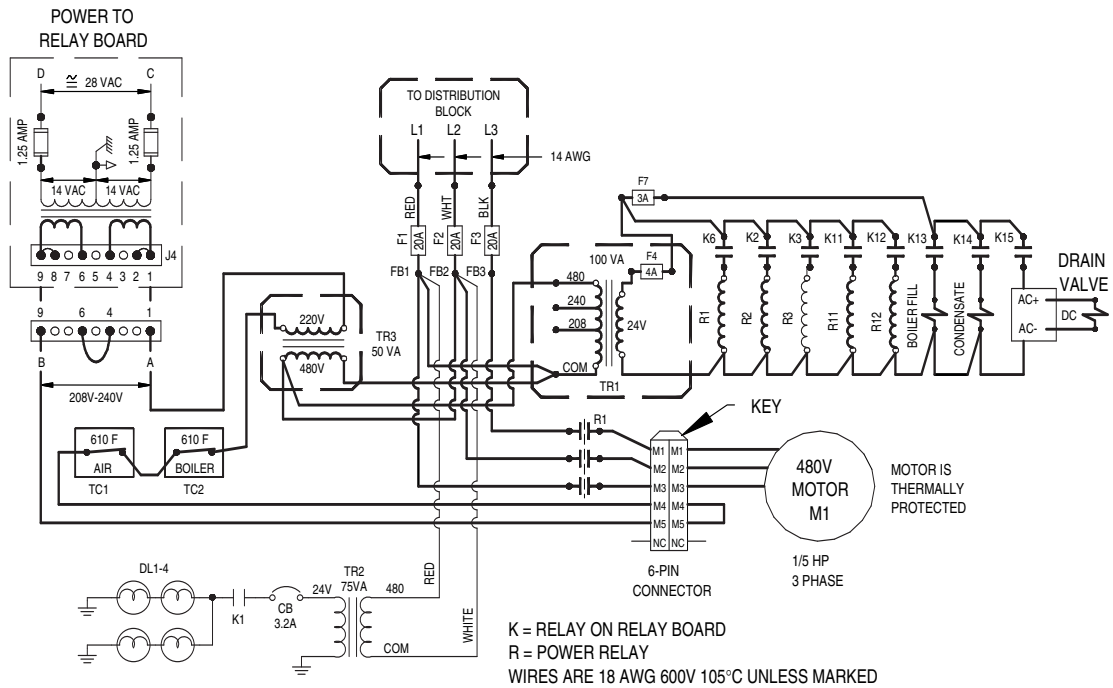 POWER TO
RELAY BOARD
D
≅ 28 VAC
C
1.25 AMP
1.25 AMP
14 VAC
14 VAC
J4
9 8 7 6 5 4 3 2 1
9 6 4 1
B
A
208V-240V
610 F
AIR
TC1
610 F
BOILER
TC2
TO DISTRIBUTION
BLOCK
L1
L2
L3
14 AWG
RED
WHT
BLK
F1
20A
F2
20A
F3
20A
FB1
FB2
FB3
220V
480V
TR3
50 VA
100 VA
480
240
208
COM
24V
F4
4A
TR1
F7
3A
K6
K2
K3
K11
K12
K13
K14
K15
R1
R2
R3
R11
R12
BOILER FILL
CONDENSATE
DRAIN
VALVE
AC+
AC-
DC
R1
KEY
M1 M1
M2 M2
M3 M3
M4 M4
M5 M5
NC NC
6-PIN
CONNECTOR
480V
MOTOR
M1
MOTOR IS
THERMALLY
PROTECTED
1/5 HP
3 PHASE
DL1-4
K1
CB
3.2A
24V
TR2
75VA
480
COM
RED
WHITE
K = RELAY ON RELAY BOARD
R = POWER RELAY
WIRES ARE 18 AWG 600V 105°C UNLESS MARKED